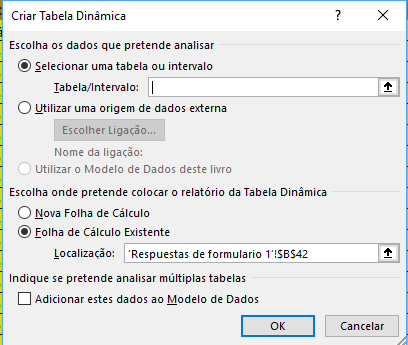 Criar Tabela Dinâmica
Escolha os dados que pretende analisar
Selecionar uma tabela ou intervalo
Tabela/Intervalo:
Utilizar uma origem de dados externa
Escolher Ligação...
Nome da ligação:
Utilizar o Modelo de Dados deste livro
Escolha onde pretende colocar o relatório da Tabela Dinâmica
Nova Folha de Cálculo
Folha de Cálculo Existente
Localização: 'Respuestas de formulario 1'!$B$42
Indique se pretende analisar múltiplas tabelas
Adicionar estes dados ao Modelo de Dados
OK Cancelar